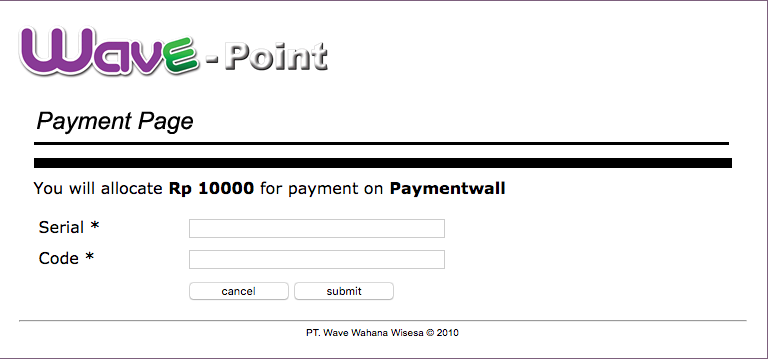 Wave - Point
Payment Page
You will allocate Rp 10000 for payment on Paymentwall
Serial *
Code *
cancel submit
PT. Wave Wahana Wisesa © 2010